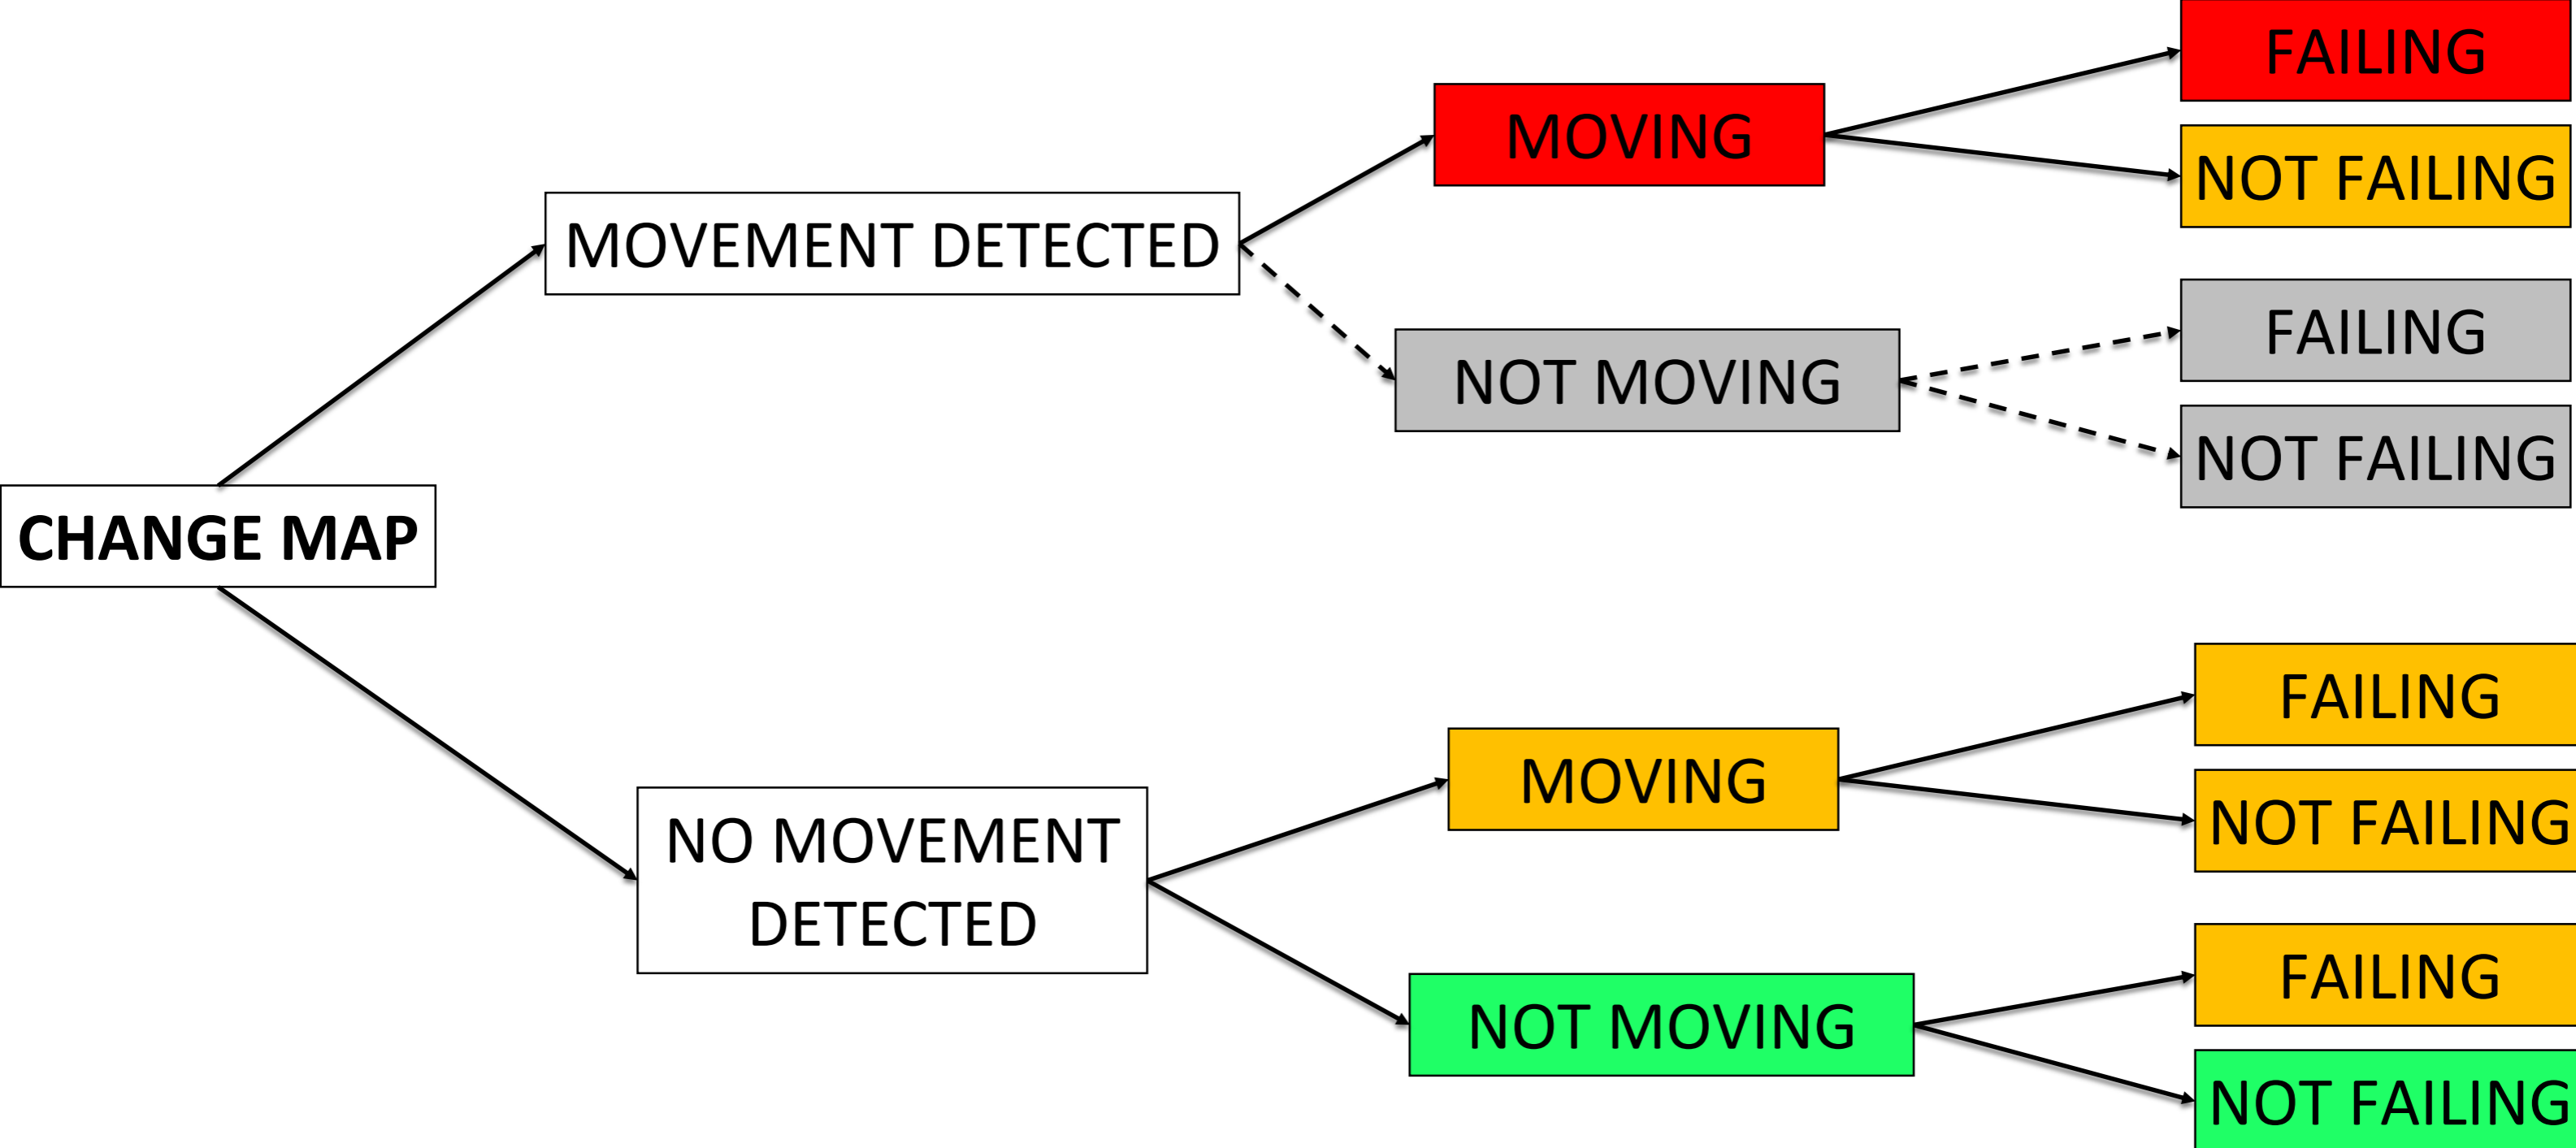 FAILING
MOVING
NOT FAILING
MOVEMENT DETECTED
FAILING
NOT MOVING
NOT FAILING
CHANGE MAP
FAILING
MOVING
NOT FAILING
NO MOVEMENT
DETECTED
FAILING
NOT MOVING
NOT FAILING